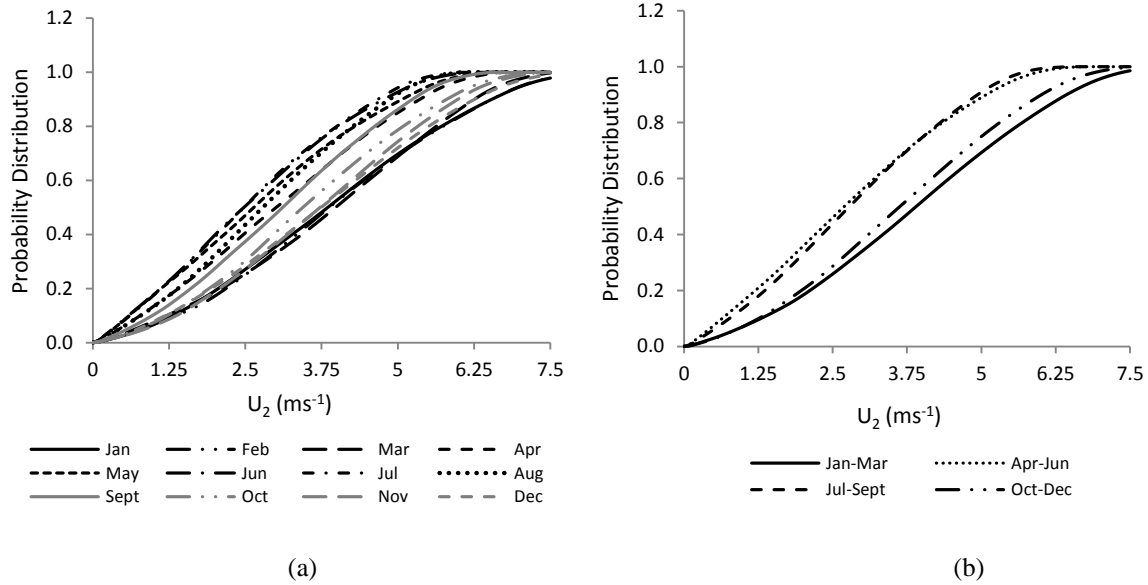 1.2
1.0
0.8
0.6
0.4
0.2
0.0
Probability Distribution
0 1.25 2.5 3.75 5 6.25 7.5
U₂ (ms⁻¹)
Jan Feb Mar Apr
May Jun Jul Aug
Sept Oct Nov Dec
(a)
1.2
1.0
0.8
0.6
0.4
0.2
0.0
Probability Distribution
0 1.25 2.5 3.75 5 6.25 7.5
U₂ (ms⁻¹)
Jan-Mar Apr-Jun
Jul-Sept Oct-Dec
(b)